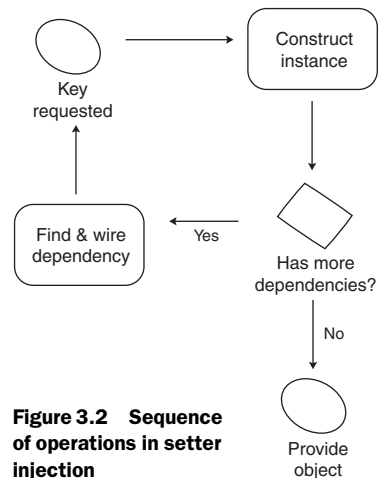 Key
requested
Construct
instance
Has more
dependencies?
Yes
Find & wire
dependency
No
Provide
object
Figure 3.2 Sequence
of operations in setter
injection